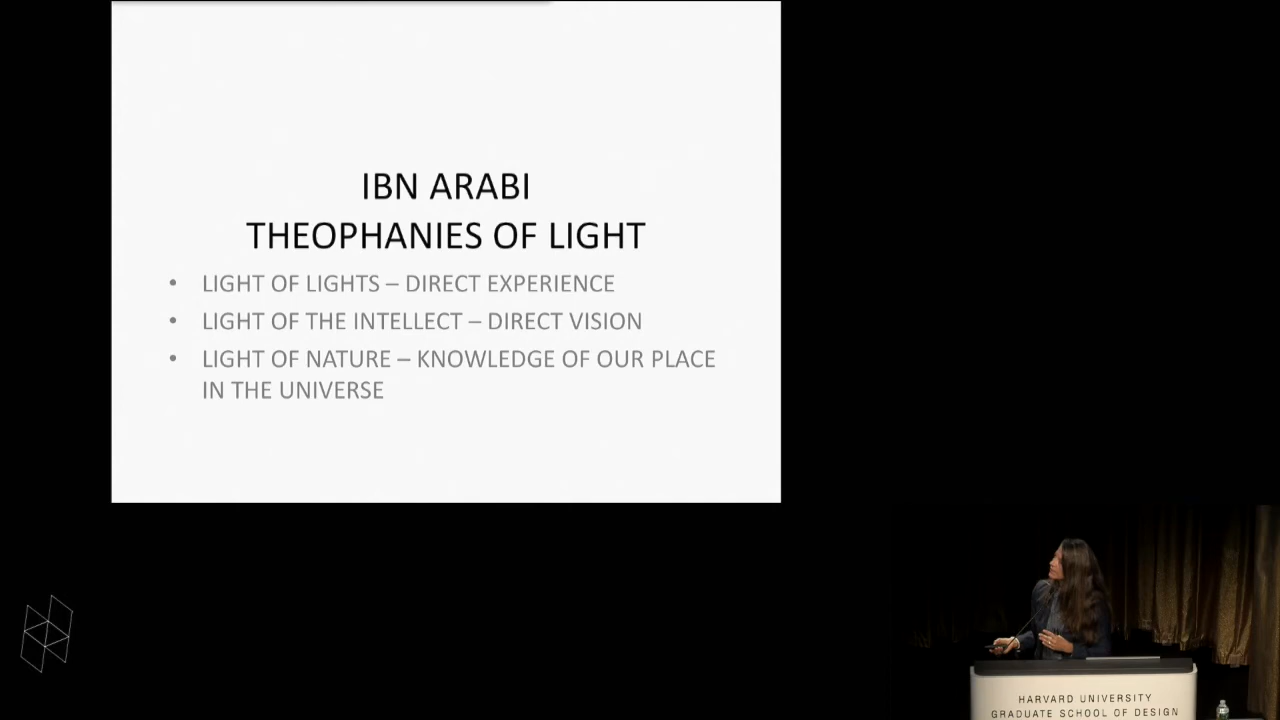 IBN ARABI
THEOPHANIES OF LIGHT
• LIGHT OF LIGHTS – DIRECT EXPERIENCE
• LIGHT OF THE INTELLECT – DIRECT VISION
• LIGHT OF NATURE – KNOWLEDGE OF OUR PLACE
IN THE UNIVERSE
HARVARD UNIVERSITY
GRADUATE SCHOOL OF DESIGN